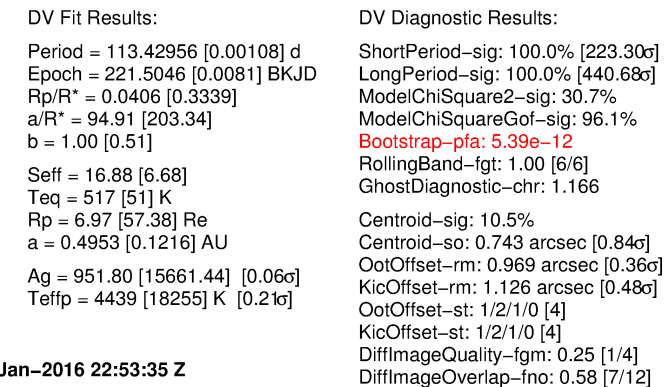 DV Fit Results:
Period = 113.42956 [0.00108] d
Epoch = 221.5046 [0.0081] BKJD
Rp/R* = 0.0406 [0.3339]
a/R* = 94.91 [203.34]
b = 1.00 [0.51]
Seff = 16.88 [6.68]
Teq = 517 [51] K
Rp = 6.97 [57.38] Re
a = 0.4953 [0.1216] AU
Ag = 951.80 [15661.44] [0.06σ]
Teffp = 4439 [18255] K [0.21σ]
Jan−2016 22:53:35 Z
DV Diagnostic Results:
ShortPeriod−sig: 100.0% [223.30σ]
LongPeriod−sig: 100.0% [440.68σ]
ModelChiSquare2−sig: 30.7%
ModelChiSquareGof−sig: 96.1%
Bootstrap−pfa: 5.39e−12
RollingBand−fgt: 1.00 [6/6]
GhostDiagnostic−chr: 1.166
Centroid−sig: 10.5%
Centroid−so: 0.743 arcsec [0.84σ]
OotOffset−rm: 0.969 arcsec [0.36σ]
KicOffset−rm: 1.126 arcsec [0.48σ]
OotOffset−st: 1/2/1/0 [4]
KicOffset−st: 1/2/1/0 [4]
DiffImageQuality−fgm: 0.25 [1/4]
DiffImageOverlap−fno: 0.58 [7/12]